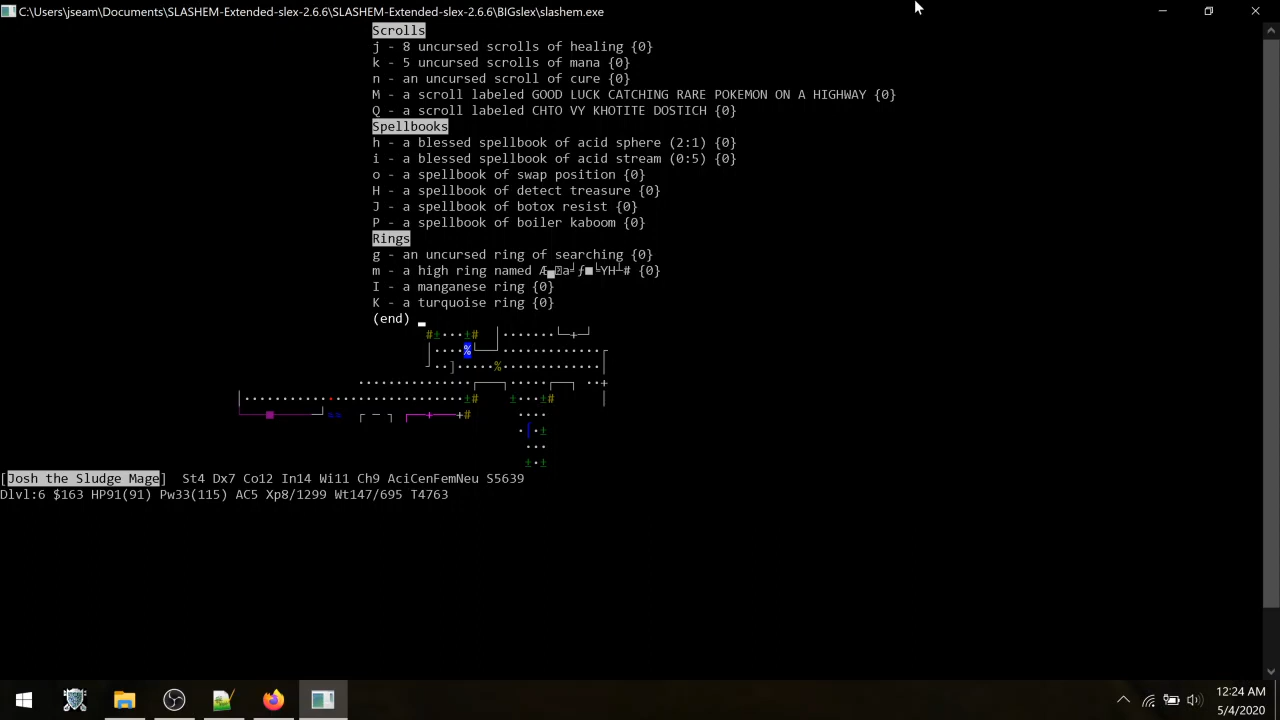 C:\Users\jseam\Documents\SLASHEM-Extended-slex-2.6.6\SLASHEM-Extended-slex-2.6.6\BIGslex\slashem.exe
Scrolls
j - 8 uncursed scrolls of healing {0}
k - 5 uncursed scrolls of mana {0}
n - an uncursed scroll of cure {0}
M - a scroll labeled GOOD LUCK CATCHING RARE POKEMON ON A HIGHWAY {0}
Q - a scroll labeled CHTO VY KHOTITE DOSTICH {0}
Spellbooks
h - a blessed spellbook of acid sphere (2:1) {0}
i - a blessed spellbook of acid stream (0:5) {0}
o - a spellbook of swap position {0}
H - a spellbook of detect treasure {0}
J - a spellbook of botox resist {0}
P - a spellbook of boiler kaboom {0}
Rings
g - an uncursed ring of searching {0}
m - a high ring named {0}
I - a manganese ring {0}
K - a turquoise ring {0}
(end)
[Josh the Sludge Mage] St4 Dx7 Co12 In14 Wi11 Ch9 AciCenFemNeu S5639
Dlvl:6 $163 HP91(91) Pw33(115) AC5 Xp8/1299 Wt147/695 T4763
12:24 AM
5/4/2020